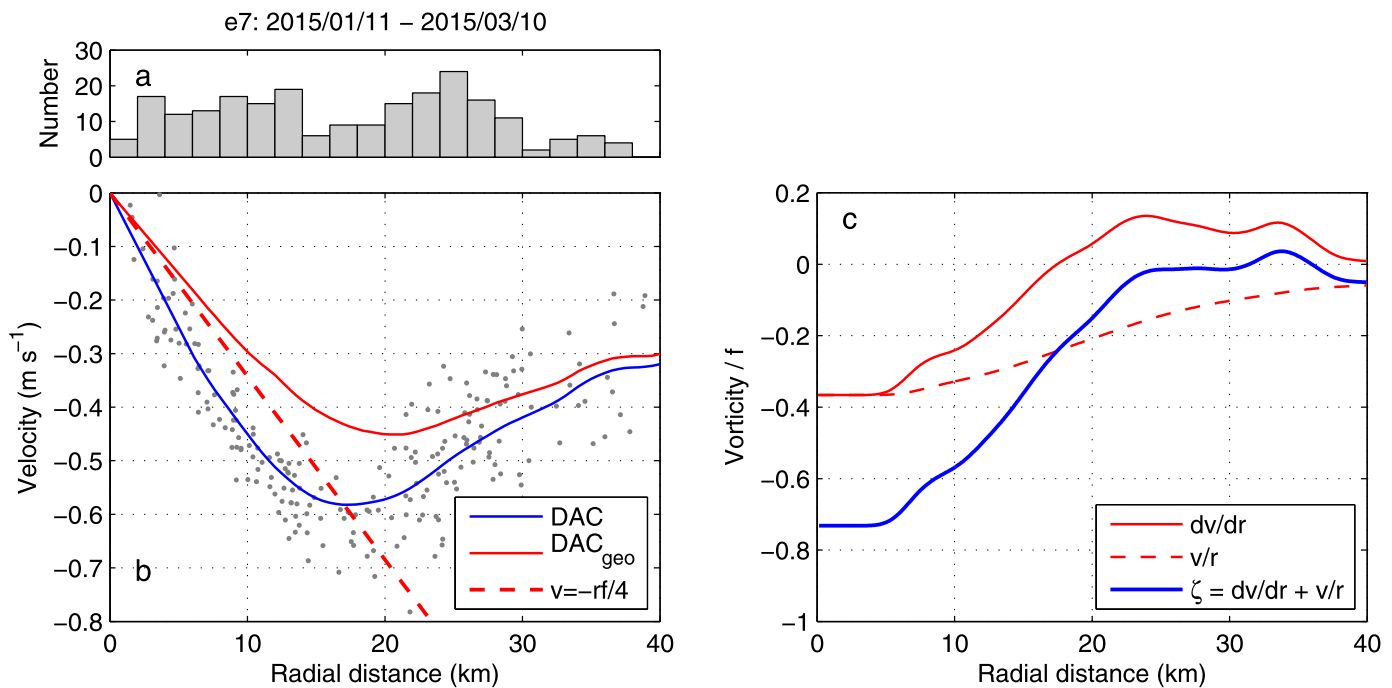 e7: 2015/01/11 − 2015/03/10
a
Number
30
20
10
0
b
Velocity (m s⁻¹)
0
−0.1
−0.2
−0.3
−0.4
−0.5
−0.6
−0.7
−0.8
0 10 20 30 40
Radial distance (km)
DAC
DACgeo
v=−rf/4
c
Vorticity / f
0.2
0
−0.2
−0.4
−0.6
−0.8
−1
0 10 20 30 40
Radial distance (km)
dv/dr
v/r
ζ = dv/dr + v/r